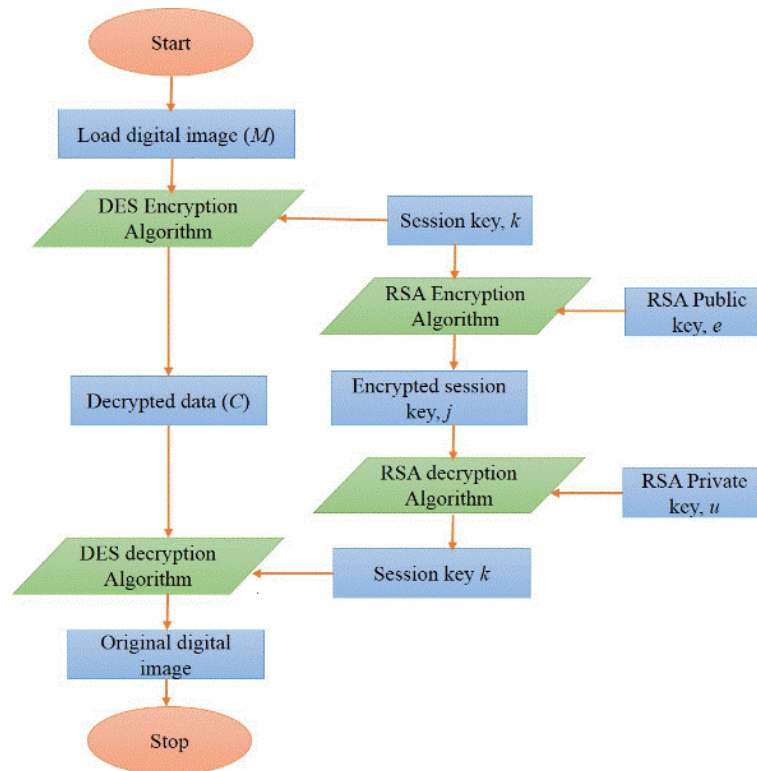 Start
Load digital image (M)
DES Encryption
Algorithm
Session key, k
RSA Encryption
Algorithm
RSA Public
key, e
Decrypted data (C)
Encrypted session
key, j
RSA decryption
Algorithm
RSA Private
key, u
DES decryption
Algorithm
Session key k
Original digital
image
Stop